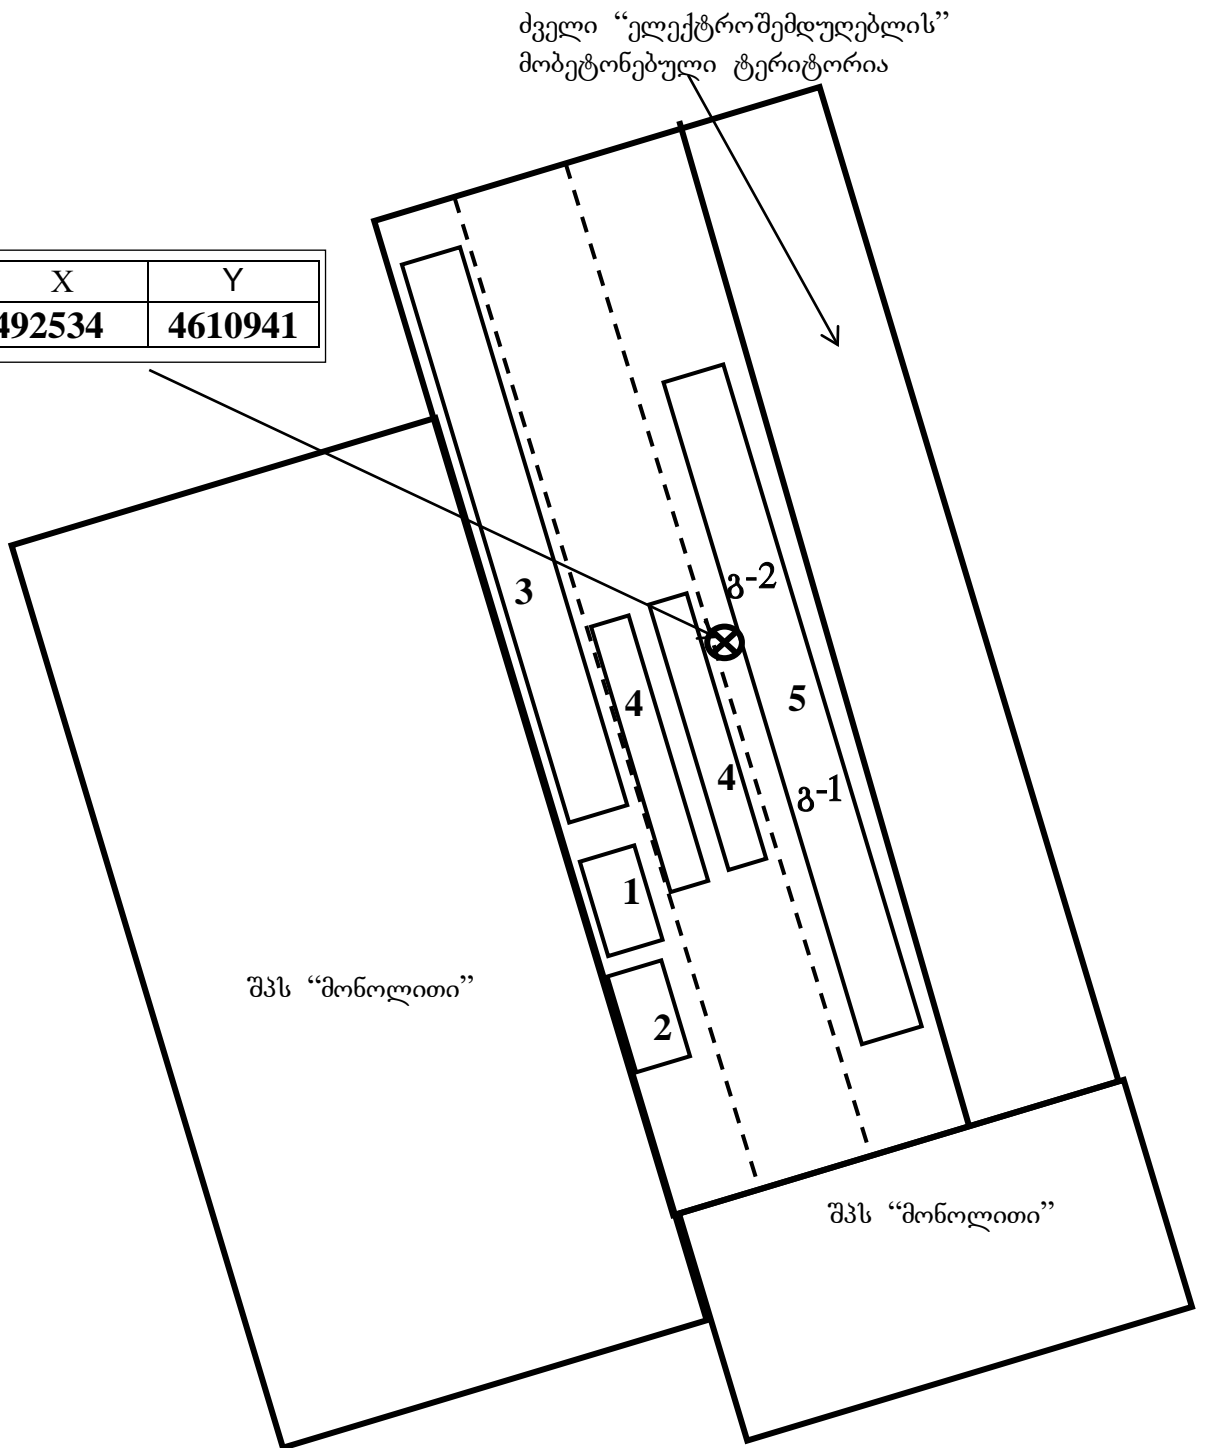 ძველი “ელექტროშემდუღებლის”
მობეტონებული ტერიტორია
X Y
492534 4610941
3
გ-2
4
5
4
გ-1
1
შპს “მონოლითი”
2
შპს “მონოლითი”